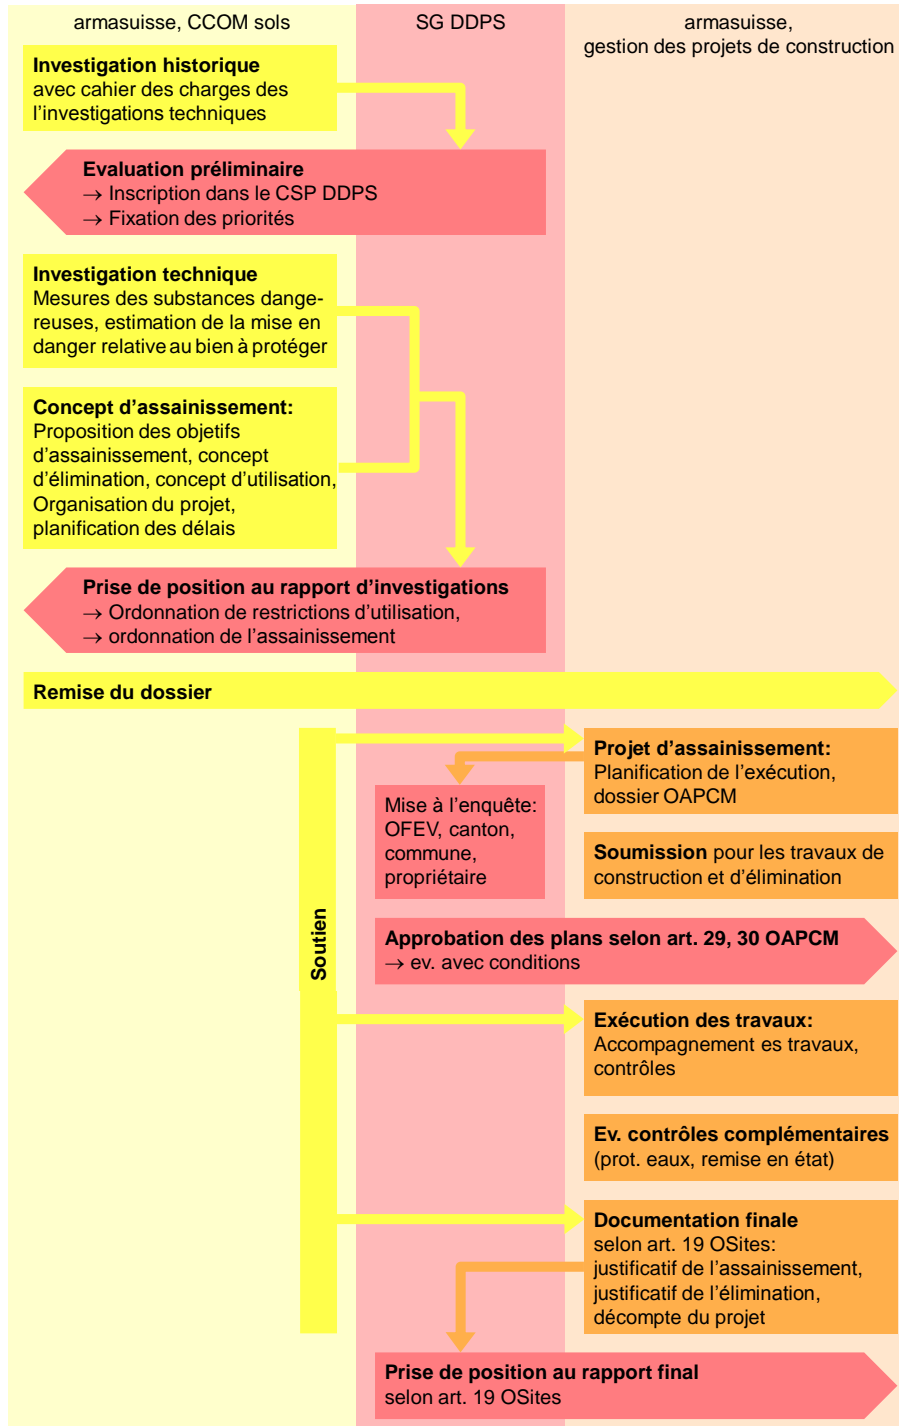 armasuisse, CCOM sols
SG DDPS
armasuisse,
gestion des projets de construction
Investigation historique
avec cahier des charges des
l’investigations techniques
Evaluation préliminaire
→ Inscription dans le CSP DDPS
→ Fixation des priorités
Investigation technique
Mesures des substances dange-
reuses, estimation de la mise en
danger relative au bien à protéger
Concept d’assainissement:
Proposition des objetifs
d’assainissement, concept
d’élimination, concept d’utilisation,
Organisation du projet,
planification des délais
Prise de position au rapport d’investigations
→ Ordonnation de restrictions d’utilisation,
→ ordonnation de l’assainissement
Remise du dossier
Soutien
Projet d’assainissement:
Planification de l’exécution,
dossier OAPCM
Mise à l’enquête:
OFEV, canton,
commune,
propriétaire
Soumission pour les travaux de
construction et d’élimination
Approbation des plans selon art. 29, 30 OAPCM
→ ev. avec conditions
Exécution des travaux:
Accompagnement es travaux,
contrôles
Ev. contrôles complémentaires
(prot. eaux, remise en état)
Documentation finale
selon art. 19 OSites:
justificatif de l’assainissement,
justificatif de l’élimination,
décompte du projet
Prise de position au rapport final
selon art. 19 OSites